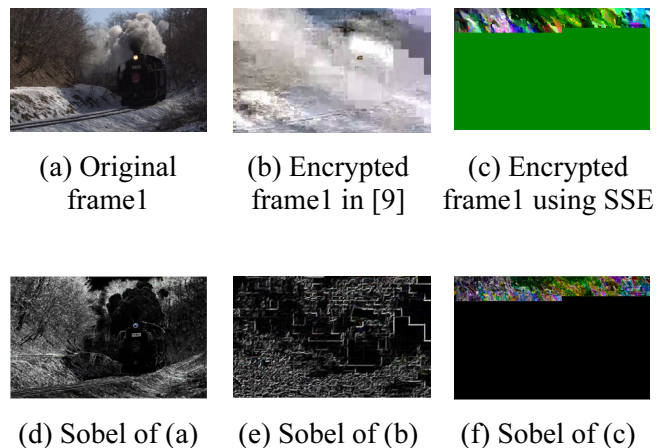 (a) Original
frame1
(b) Encrypted
frame1 in [9]
(c) Encrypted
frame1 using SSE
(d) Sobel of (a)
(e) Sobel of (b)
(f) Sobel of (c)